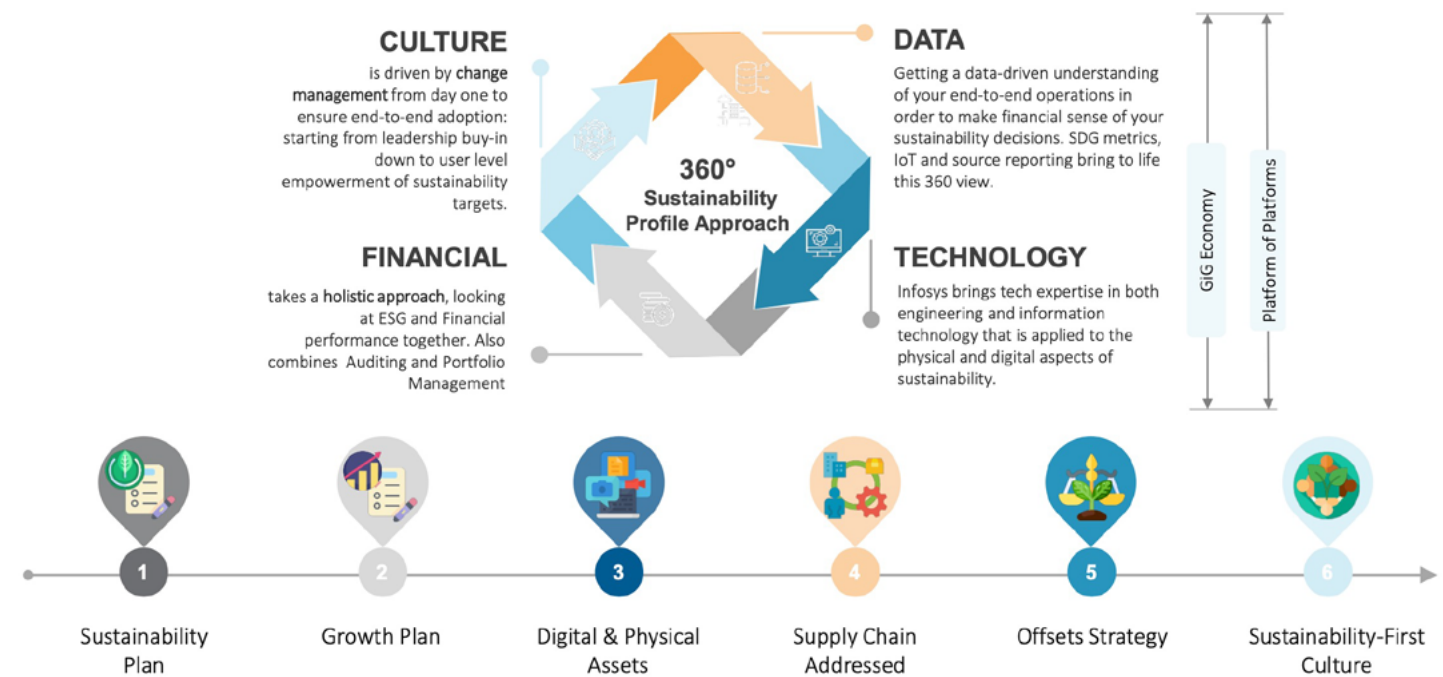 CULTURE
is driven by change
management from day one to
ensure end-to-end adoption:
starting from leadership buy-in
down to user level
empowerment of sustainability
targets.
DATA
Getting a data-driven understanding
of your end-to-end operations in
order to make financial sense of your
sustainability decisions. SDG metrics,
IoT and source reporting bring to life
this 360 view.
360°
Sustainability
Profile Approach
FINANCIAL
takes a holistic approach, looking
at ESG and Financial
performance together. Also
combines Auditing and Portfolio
Management
TECHNOLOGY
Infosys brings tech expertise in both
engineering and information
technology that is applied to the
physical and digital aspects of
sustainability.
GiG Economy
Platform of Platforms
1
2
3
4
5
6
Sustainability
Plan
Growth Plan
Digital & Physical
Assets
Supply Chain
Addressed
Offsets Strategy
Sustainability-First
Culture